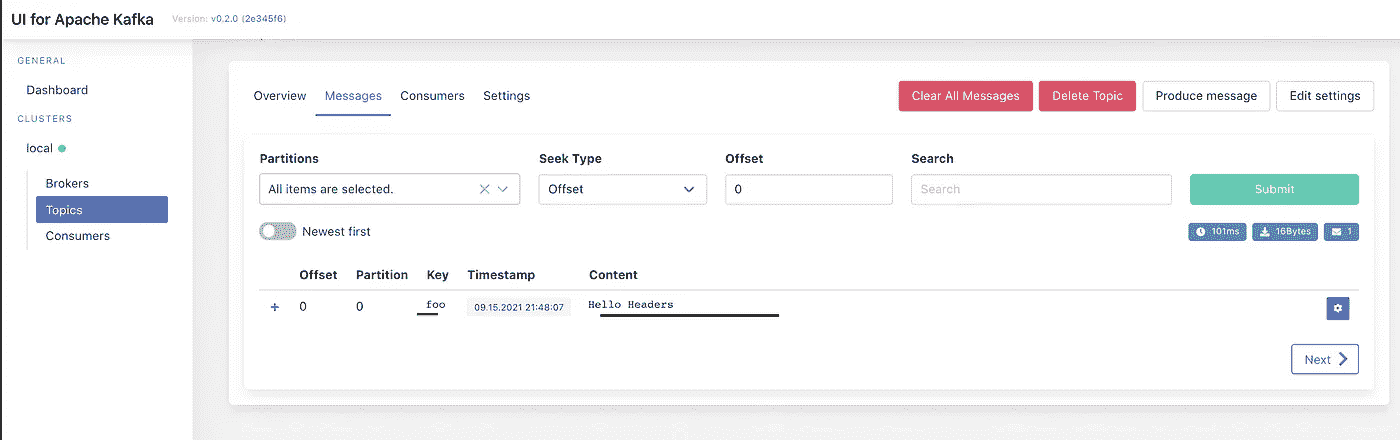 UI for Apache Kafka Version: v0.2.0 (2e345f6)
GENERAL
Dashboard
CLUSTERS
local
Brokers
Topics
Consumers
Overview Messages Consumers Settings
Clear All Messages Delete Topic Produce message Edit settings
Partitions Seek Type Offset Search
All items are selected. Offset 0 Search Submit
Newest first
101ms 16Bytes 1
Offset Partition Key Timestamp Content
+ 0 0 foo 09.15.2021 21:48:07 Hello Headers
Next